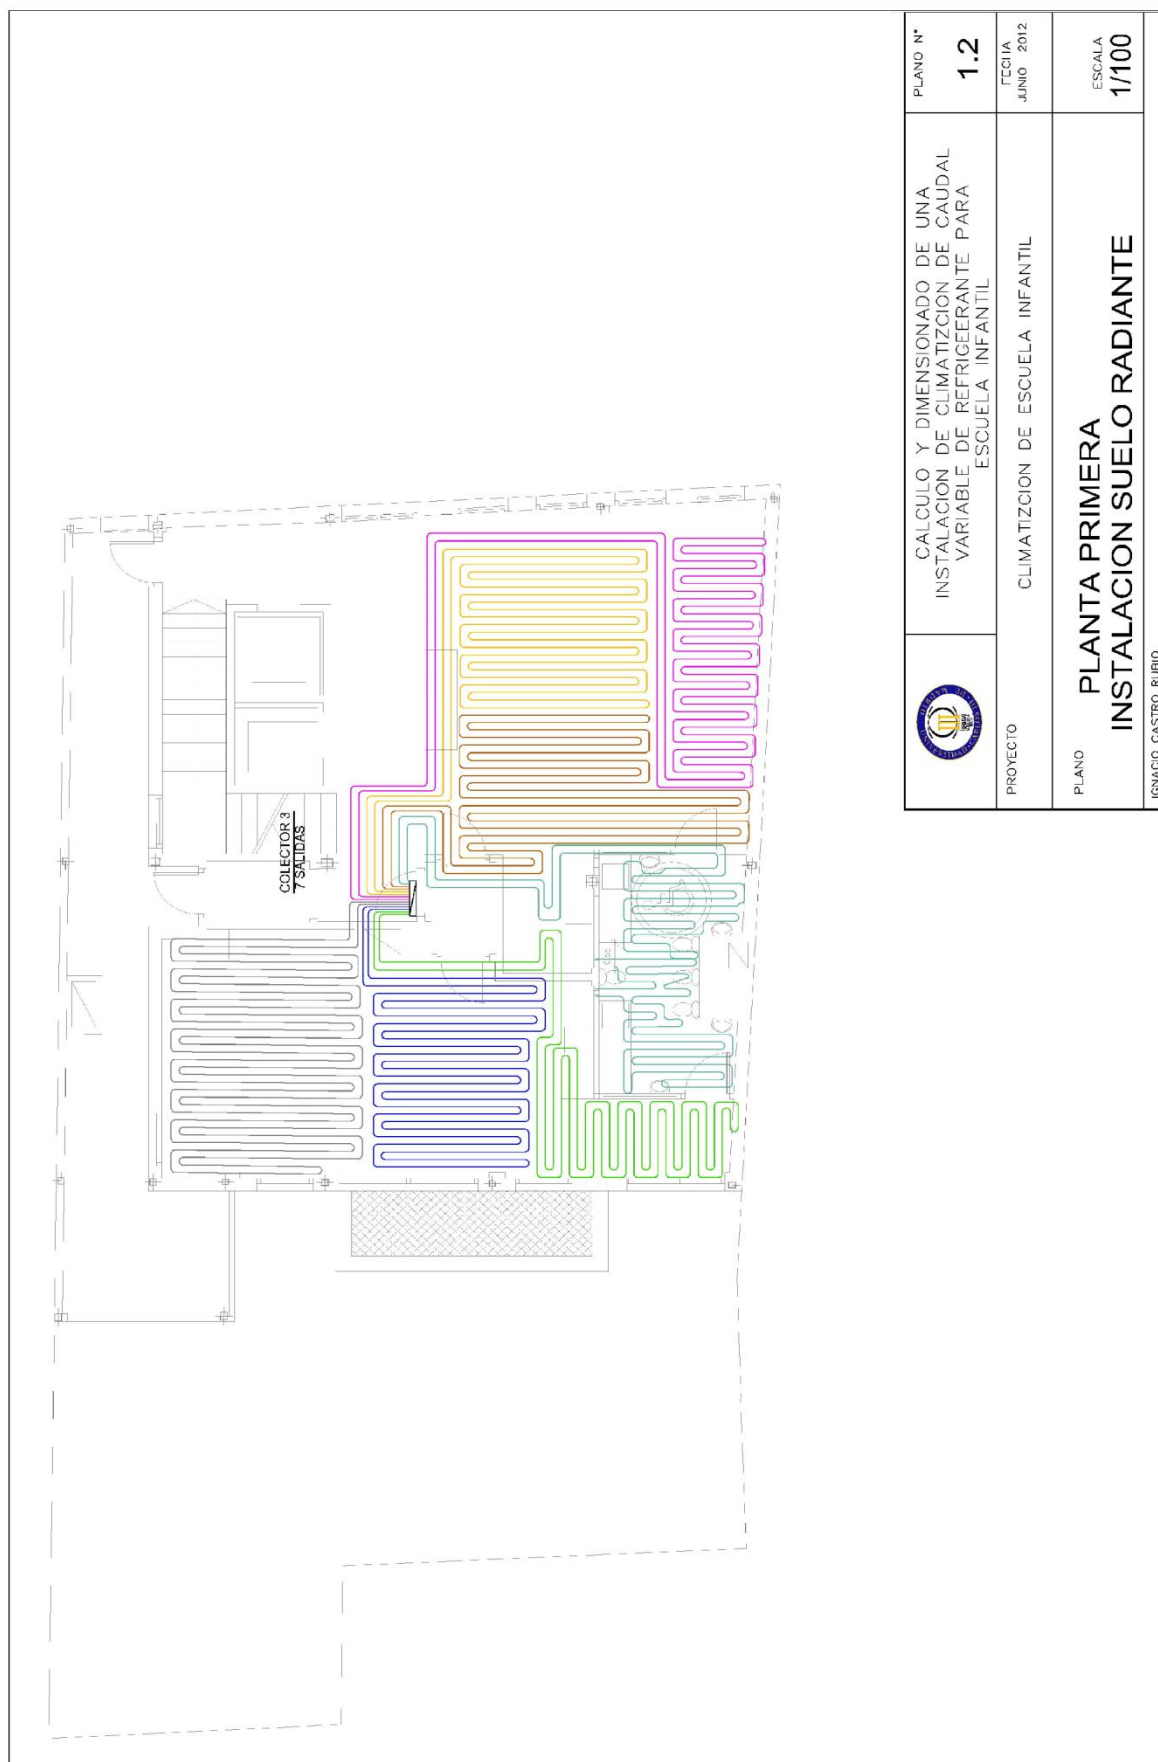 COLECTOR 3
7 SALIDAS
CALCULO Y DIMENSIONADO DE UNA
INSTALACION DE CLIMATIZCION DE CAUDAL
VARIABLE DE REFRIGEERANTE PARA
ESCUELA INFANTIL
PLANO Nº
1.2
PROYECTO
CLIMATIZCION DE ESCUELA INFANTIL
FECHA
JUNIO 2012
PLANO
PLANTA PRIMERA
INSTALACION SUELO RADIANTE
ESCALA
1/100
IGNACIO CASTRO RUBIO